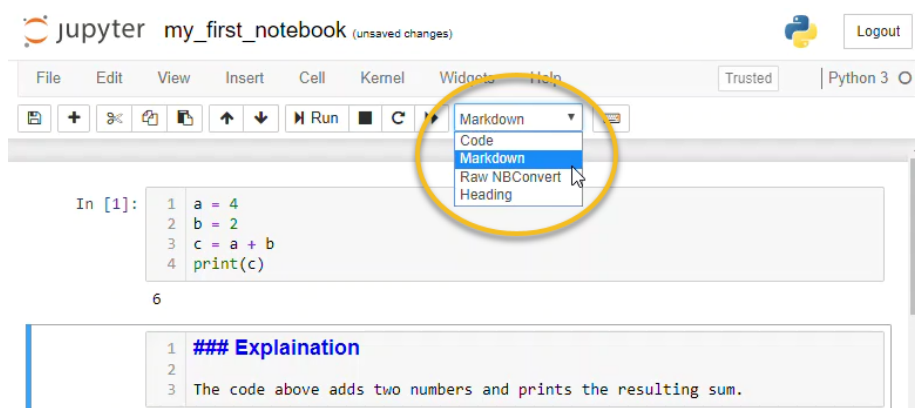 jupyter my_first_notebook (unsaved changes) Logout
File Edit View Insert Cell Kernel Widgets Help Trusted Python 3
Run Markdown
Code
Markdown
Raw NBConvert
Heading
In [1]: 1 a = 4
2 b = 2
3 c = a + b
4 print(c)
6
1 ### Explaination
2
3 The code above adds two numbers and prints the resulting sum.